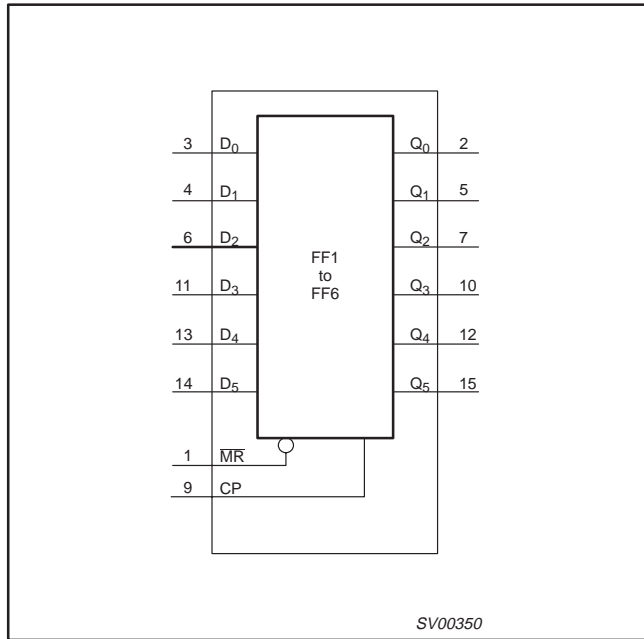 3 D0 Q0 2
4 D1 Q1 5
6 D2 Q2 7
FF1
to
FF6
11 D3 Q3 10
13 D4 Q4 12
14 D5 Q5 15
1 M̅R̅
9 CP
SV00350